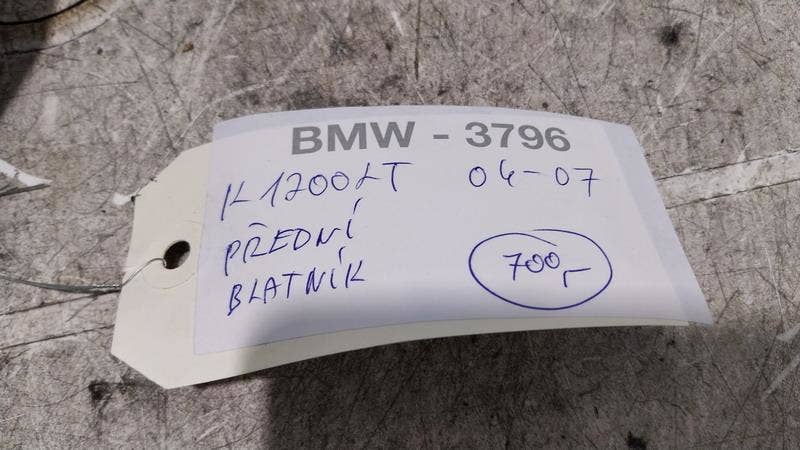 BMW - 3796
K1200LT 04-07
PŘEDNÍ
BLATNÍK 700,-